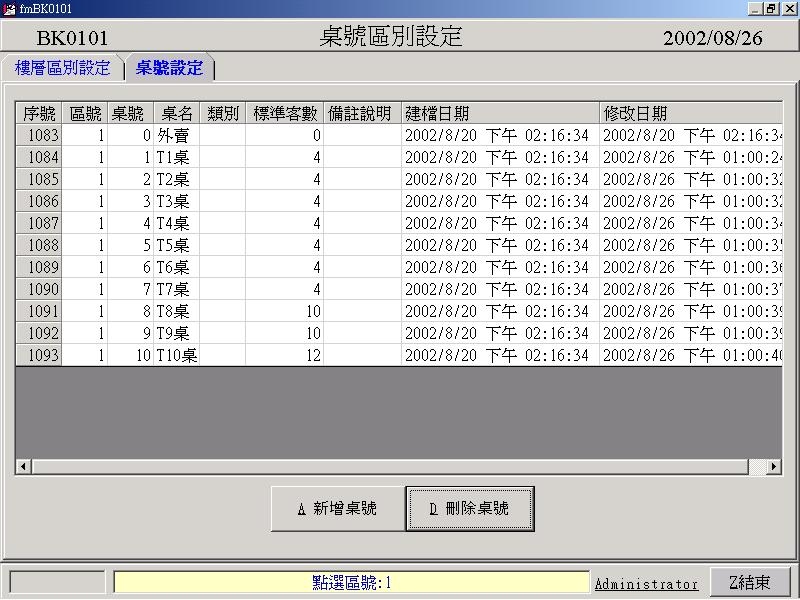 fmBK0101
BK0101 桌號區別設定 2002/08/26
樓層區別設定 桌號設定
序號 區號 桌號 桌名 類別 標準客數 備註說明 建檔日期 修改日期
1083 1 0 外賣 0 2002/8/20 下午 02:16:34 2002/8/20 下午 02:16:34
1084 1 1 T1桌 4 2002/8/20 下午 02:16:34 2002/8/26 下午 01:00:24
1085 1 2 T2桌 4 2002/8/20 下午 02:16:34 2002/8/26 下午 01:00:32
1086 1 3 T3桌 4 2002/8/20 下午 02:16:34 2002/8/26 下午 01:00:32
1087 1 4 T4桌 4 2002/8/20 下午 02:16:34 2002/8/26 下午 01:00:34
1088 1 5 T5桌 4 2002/8/20 下午 02:16:34 2002/8/26 下午 01:00:35
1089 1 6 T6桌 4 2002/8/20 下午 02:16:34 2002/8/26 下午 01:00:36
1090 1 7 T7桌 4 2002/8/20 下午 02:16:34 2002/8/26 下午 01:00:37
1091 1 8 T8桌 10 2002/8/20 下午 02:16:34 2002/8/26 下午 01:00:39
1092 1 9 T9桌 10 2002/8/20 下午 02:16:34 2002/8/26 下午 01:00:39
1093 1 10 T10桌 12 2002/8/20 下午 02:16:34 2002/8/26 下午 01:00:40
A 新增桌號 D 刪除桌號
點選區號:1 Administrator Z結束